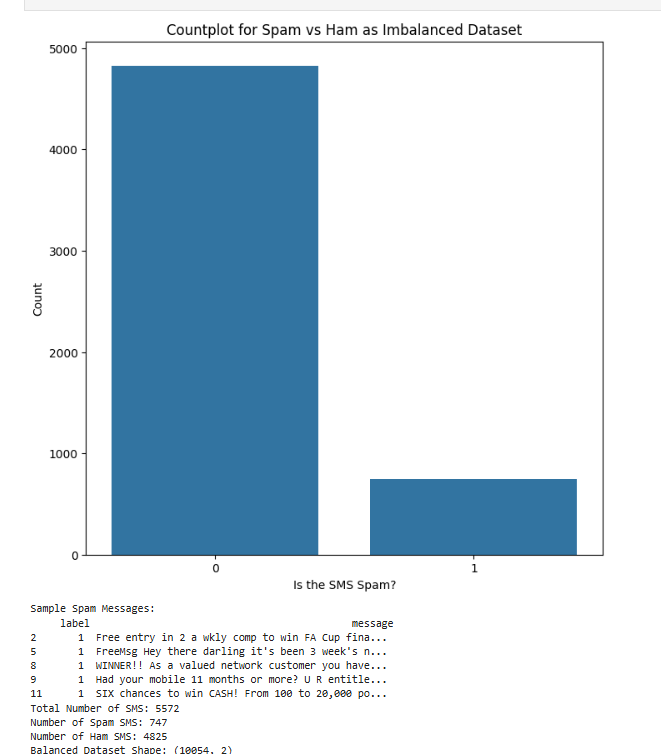 Countplot for Spam vs Ham as Imbalanced Dataset
5000
4000
3000
2000
1000
0
Count
0 1
Is the SMS Spam?
Sample Spam Messages:
label message
2 1 Free entry in 2 a wkly comp to win FA Cup fina...
5 1 FreeMsg Hey there darling it's been 3 week's n...
8 1 WINNER!! As a valued network customer you have...
9 1 Had your mobile 11 months or more? U R entitle...
11 1 SIX chances to win CASH! From 100 to 20,000 po...
Total Number of SMS: 5572
Number of Spam SMS: 747
Number of Ham SMS: 4825
Balanced Dataset Shape: (10054, 2)